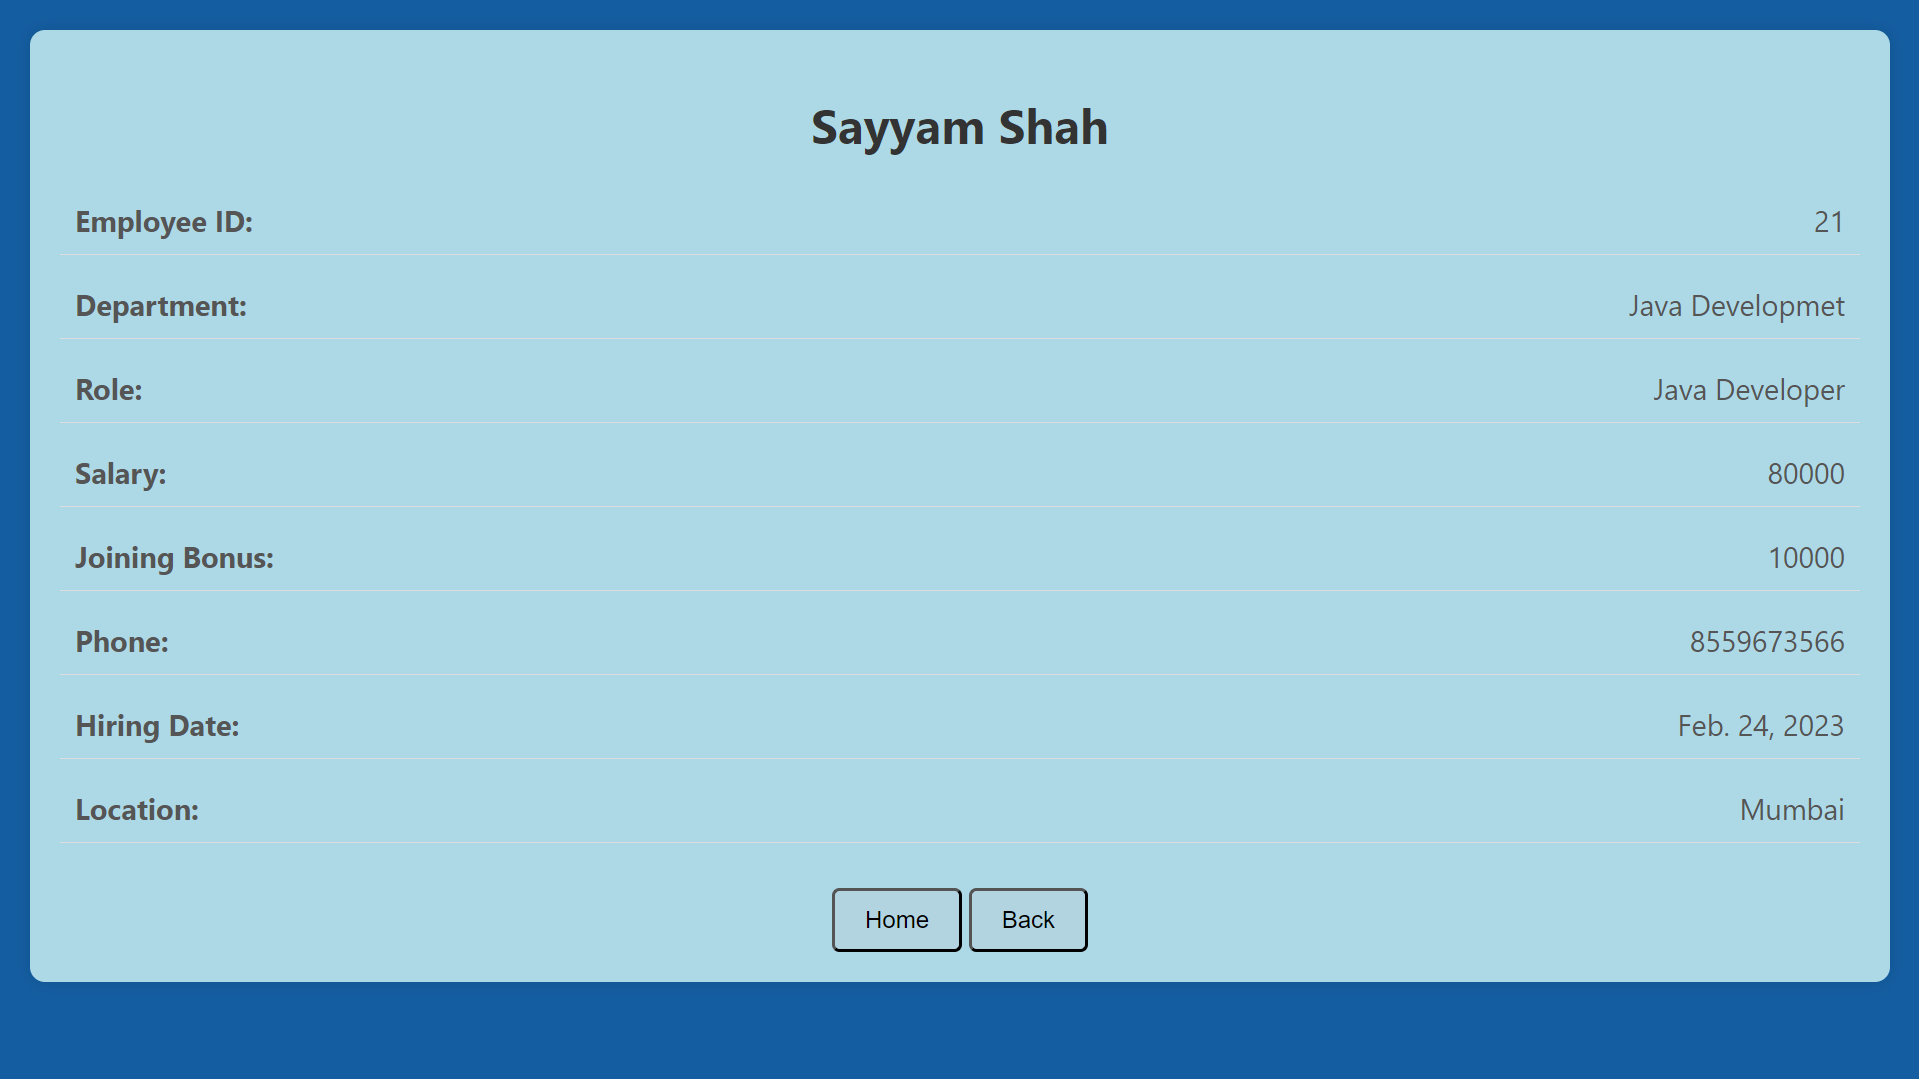 Sayyam Shah
Employee ID: 21
Department: Java Developmet
Role: Java Developer
Salary: 80000
Joining Bonus: 10000
Phone: 8559673566
Hiring Date: Feb. 24, 2023
Location: Mumbai
Home Back